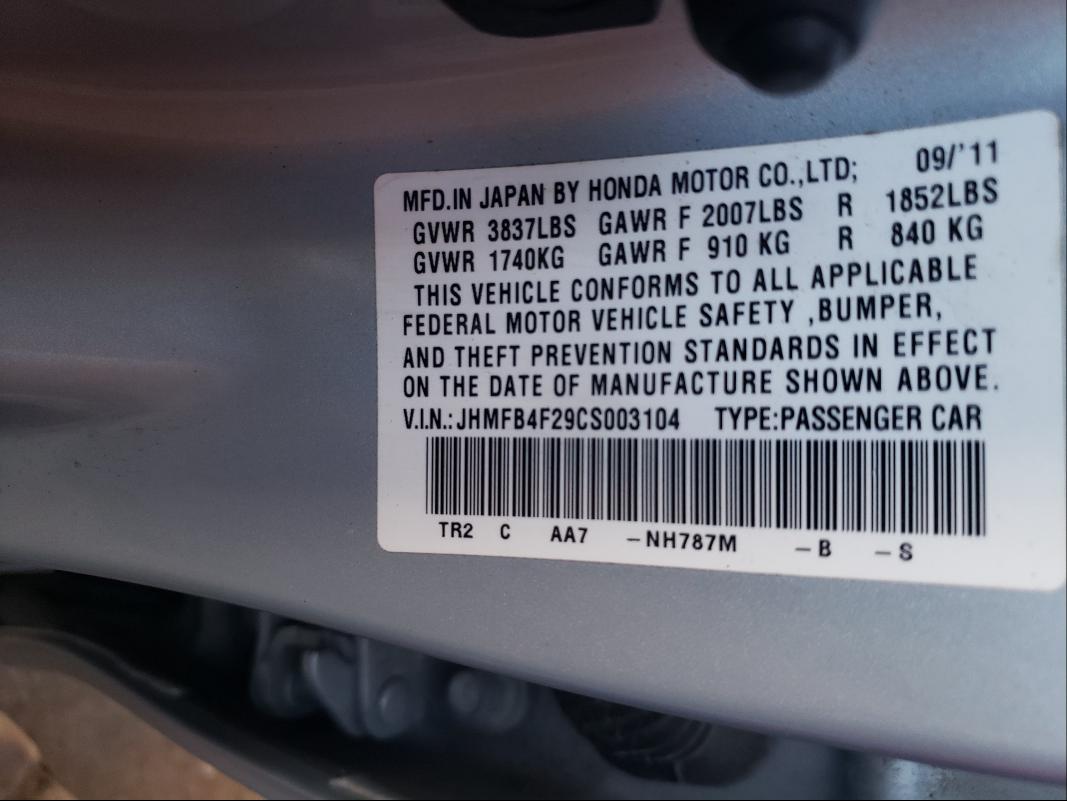 MFD.IN JAPAN BY HONDA MOTOR CO.,LTD; 09/'11
GVWR 3837LBS GAWR F 2007LBS R 1852LBS
GVWR 1740KG GAWR F 910 KG R 840 KG
THIS VEHICLE CONFORMS TO ALL APPLICABLE
FEDERAL MOTOR VEHICLE SAFETY ,BUMPER,
AND THEFT PREVENTION STANDARDS IN EFFECT
ON THE DATE OF MANUFACTURE SHOWN ABOVE.
V.I.N.:JHMFB4F29CS003104 TYPE:PASSENGER CAR
TR2 C AA7 –NH787M –B –S